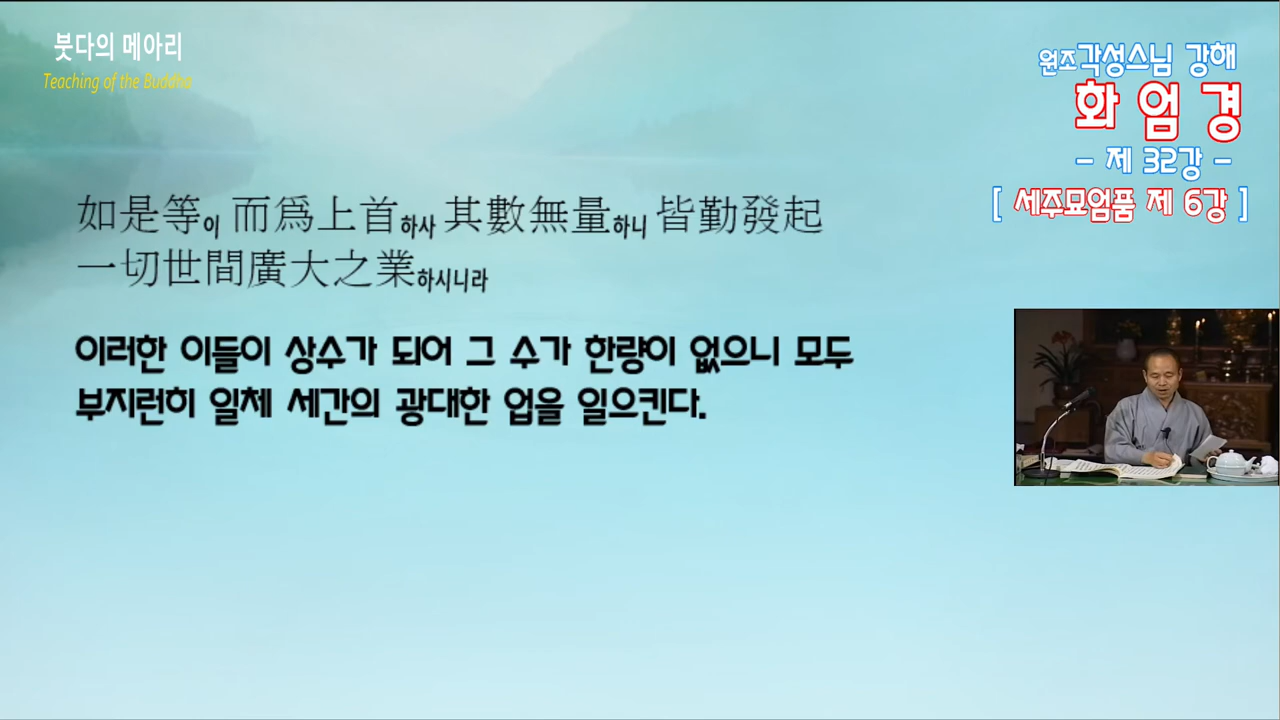 붓다의 메아리
Teaching of the Buddha
원조각성스님 강해
화엄경
- 제 32강 -
[ 세주묘엄품 제 6강 ]
如是等이 而爲上首하사 其數無量하니 皆勤發起
一切世間廣大之業하시니라
이러한 이들이 상수가 되어 그 수가 한량이 없으니 모두
부지런히 일체 세간의 광대한 업을 일으킨다.